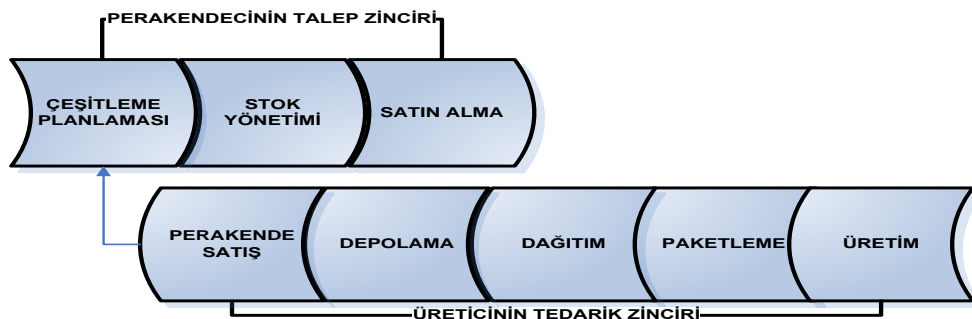 PERAKENDECİNİN TALEP ZİNCİRİ
ÇEŞİTLEME
PLANLAMASI
STOK
YÖNETİMİ
SATIN ALMA
PERAKENDE
SATIŞ
DEPOLAMA
DAĞITIM
PAKETLEME
ÜRETİM
ÜRETİCİNİN TEDARİK ZİNCİRİ